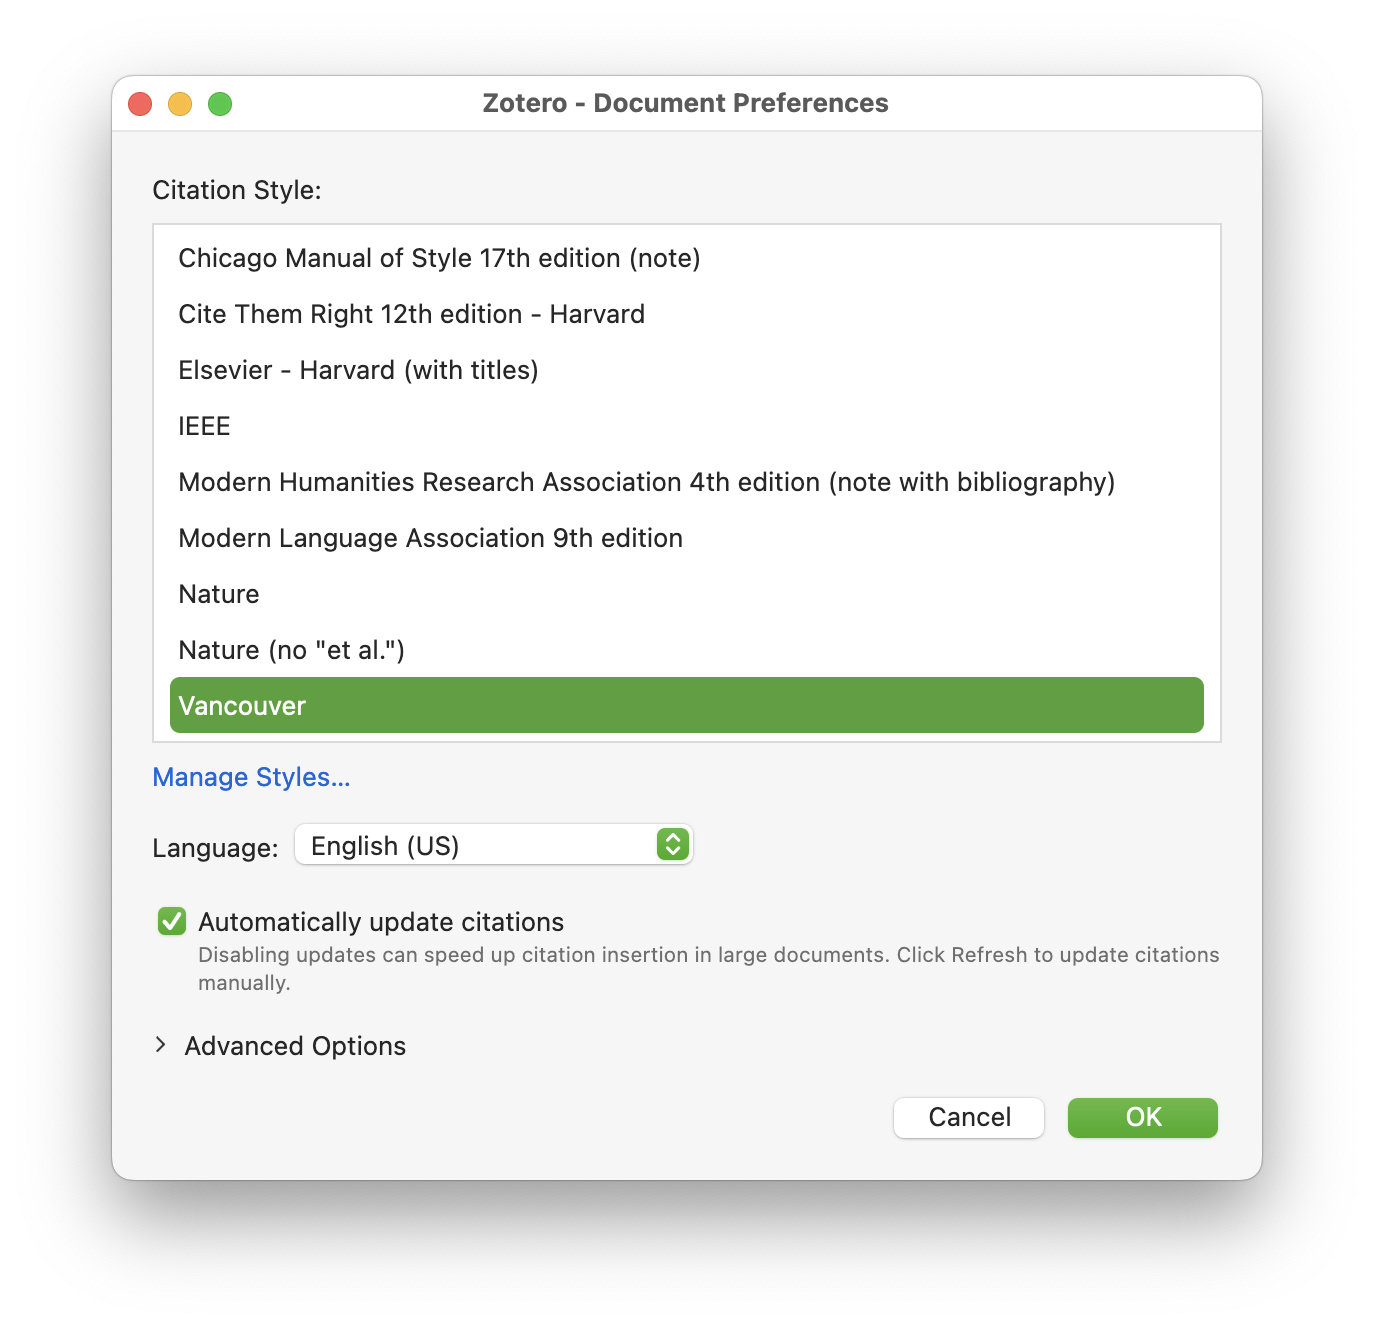 Zotero - Document Preferences
Citation Style:
Chicago Manual of Style 17th edition (note)
Cite Them Right 12th edition - Harvard
Elsevier - Harvard (with titles)
IEEE
Modern Humanities Research Association 4th edition (note with bibliography)
Modern Language Association 9th edition
Nature
Nature (no "et al.")
Vancouver
Manage Styles...
Language: English (US)
Automatically update citations
Disabling updates can speed up citation insertion in large documents. Click Refresh to update citations
manually.
Advanced Options
Cancel OK